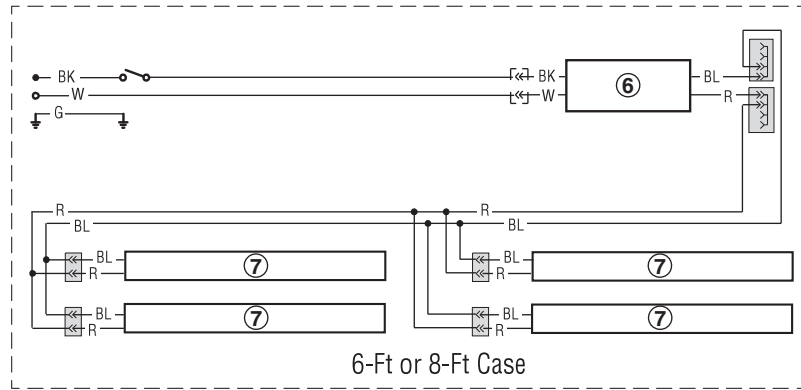 BK BK ⑥ BL
W W R
G
R R
BL BL
BL ⑦ BL ⑦
R R
BL ⑦ BL ⑦
R R
6-Ft or 8-Ft Case